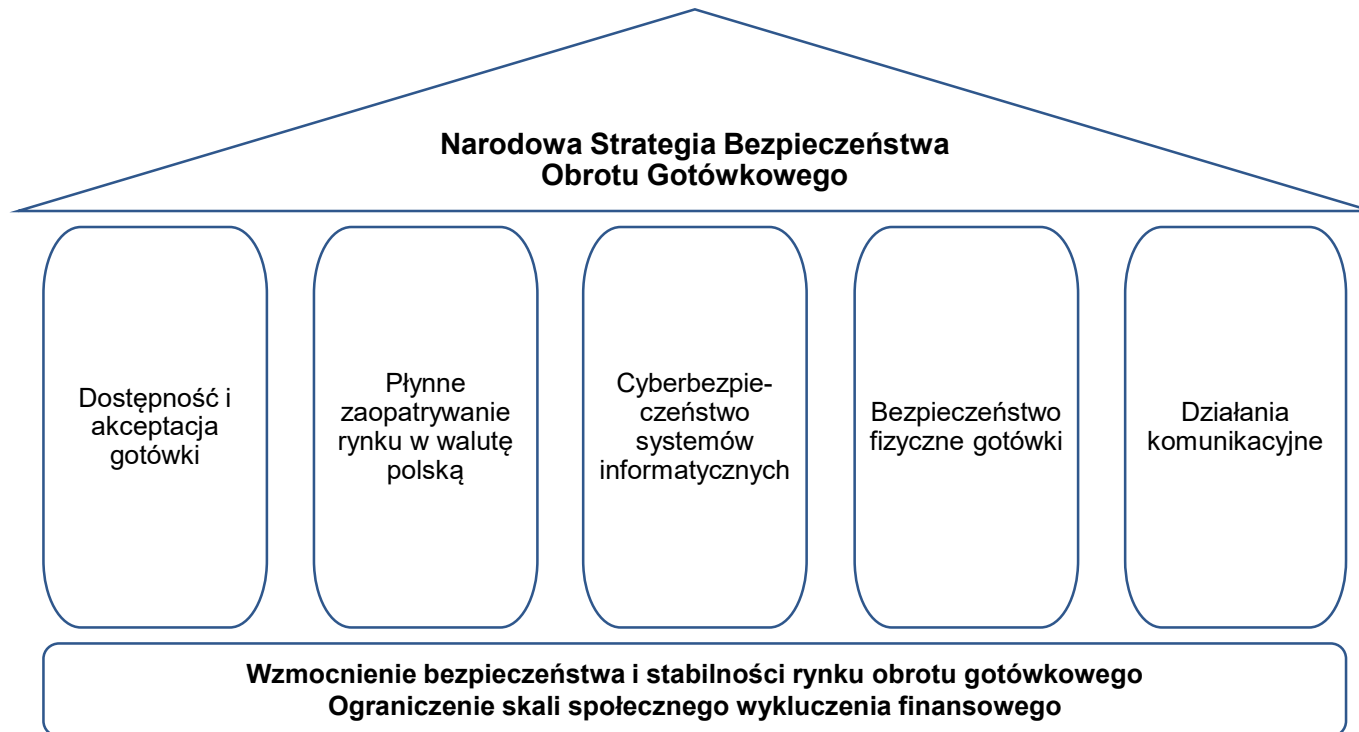 Narodowa Strategia Bezpieczeństwa
Obrotu Gotówkowego
Dostępność i
akceptacja
gotówki
Płynne
zaopatrywanie
rynku w walutę
polską
Cyberbezpie-
czeństwo
systemów
informatycznych
Bezpieczeństwo
fizyczne gotówki
Działania
komunikacyjne
Wzmocnienie bezpieczeństwa i stabilności rynku obrotu gotówkowego
Ograniczenie skali społecznego wykluczenia finansowego